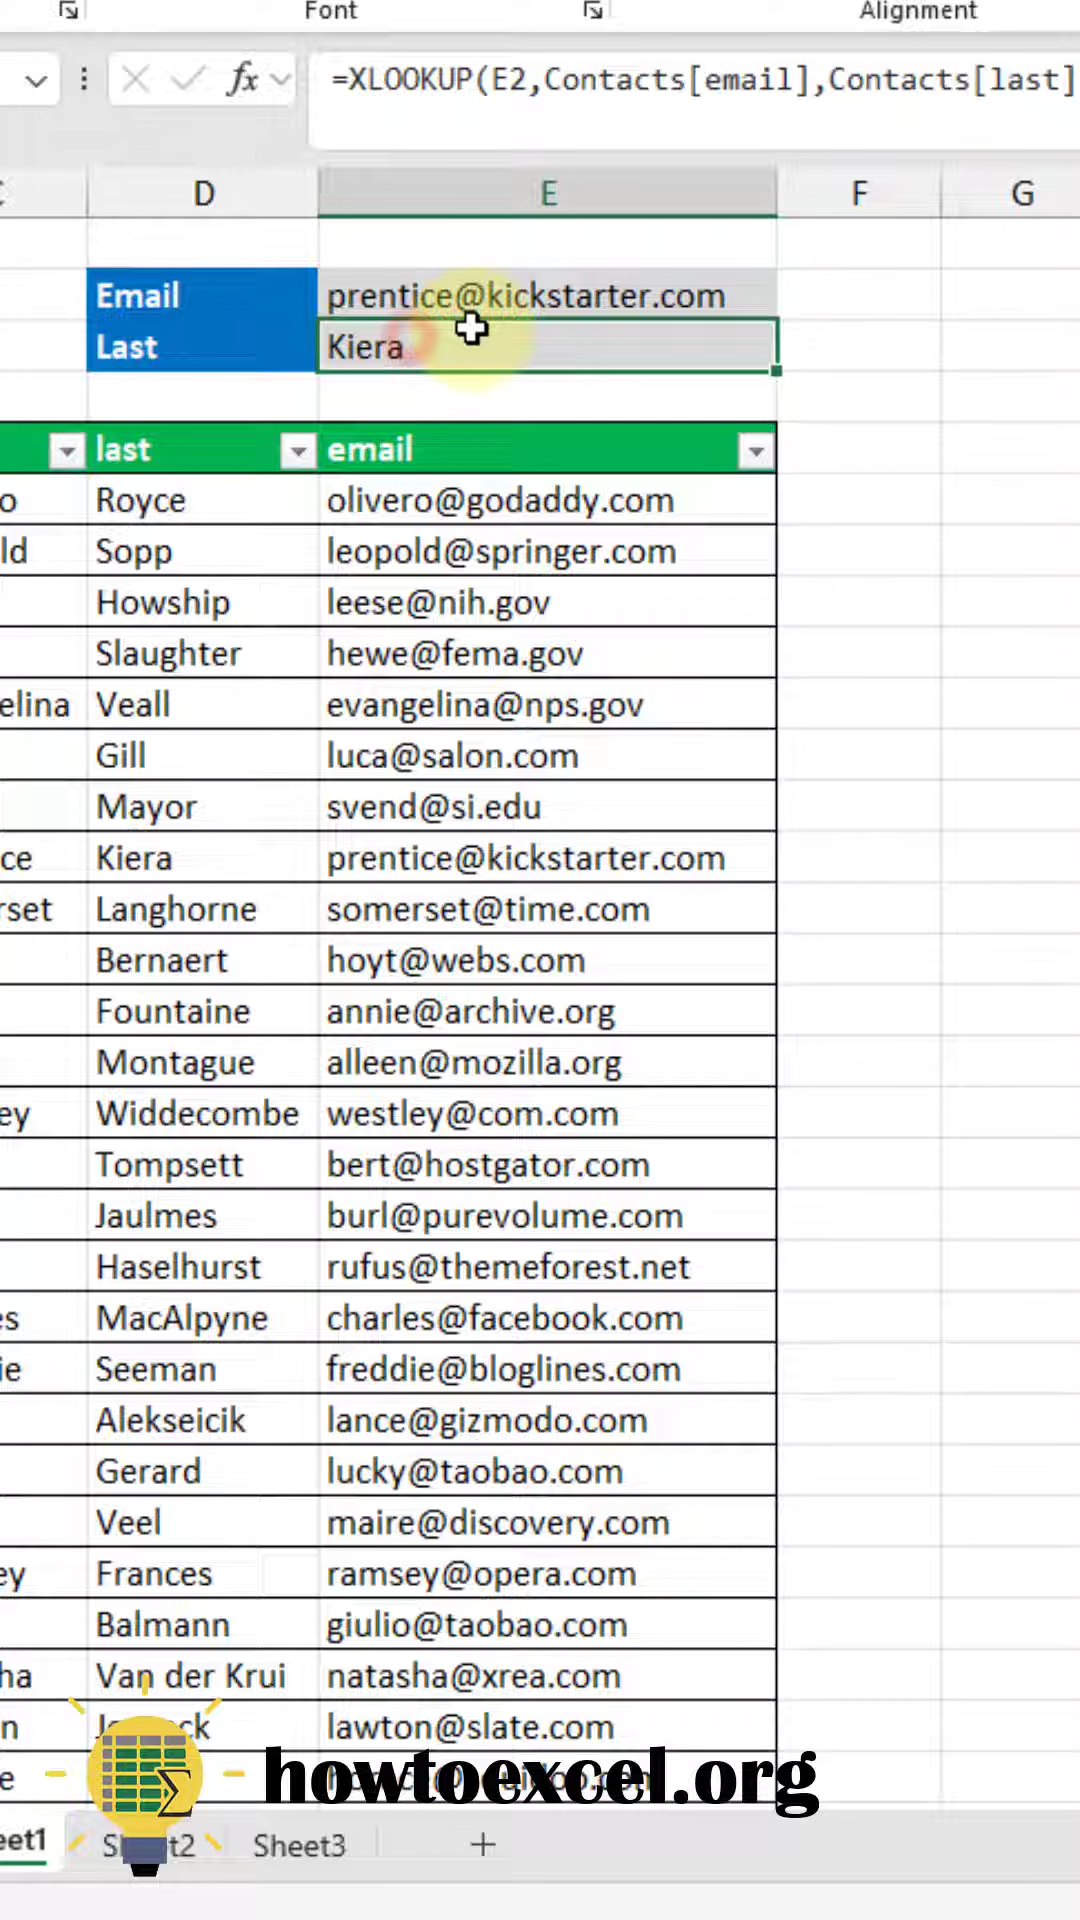 Font Alignment
fx =XLOOKUP(E2,Contacts[email],Contacts[last]
D E F G
Email prentice@kickstarter.com
Last Kiera
last email
o Royce olivero@godaddy.com
ld Sopp leopold@springer.com
Howship leese@nih.gov
Slaughter hewe@fema.gov
elina Veall evangelina@nps.gov
Gill luca@salon.com
Mayor svend@si.edu
ce Kiera prentice@kickstarter.com
rset Langhorne somerset@time.com
Bernaert hoyt@webs.com
Fountaine annie@archive.org
Montague alleen@mozilla.org
ey Widdecombe westley@com.com
Tompsett bert@hostgator.com
Jaulmes burl@purevolume.com
Haselhurst rufus@themeforest.net
es MacAlpyne charles@facebook.com
ie Seeman freddie@bloglines.com
Alekseicik lance@gizmodo.com
Gerard lucky@taobao.com
Veel maire@discovery.com
ey Frances ramsey@opera.com
Balmann giulio@taobao.com
ha Van der Krui natasha@xrea.com
n lawton@slate.com
e howtoexcel.org
eet1 Sheet2 Sheet3 +